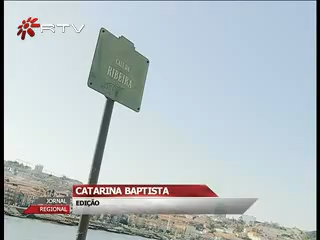 RTV
CAIS DA
RIBEIRA
CATARINA BAPTISTA
JORNAL
REGIONAL
EDIÇÃO